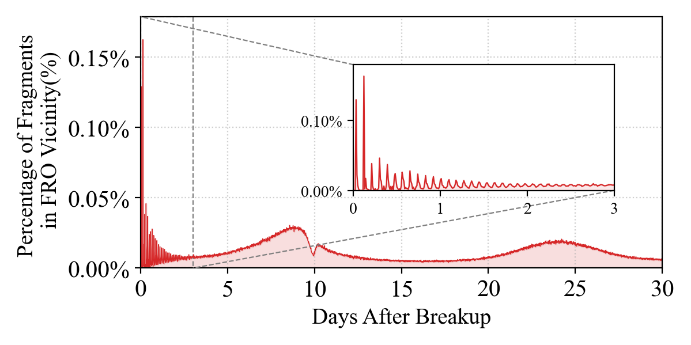 Percentage of Fragments
in FRO Vicinity(%)
0.15%
0.10%
0.05%
0.00%
0.10%
0.00%
0 1 2 3
0 5 10 15 20 25 30
Days After Breakup